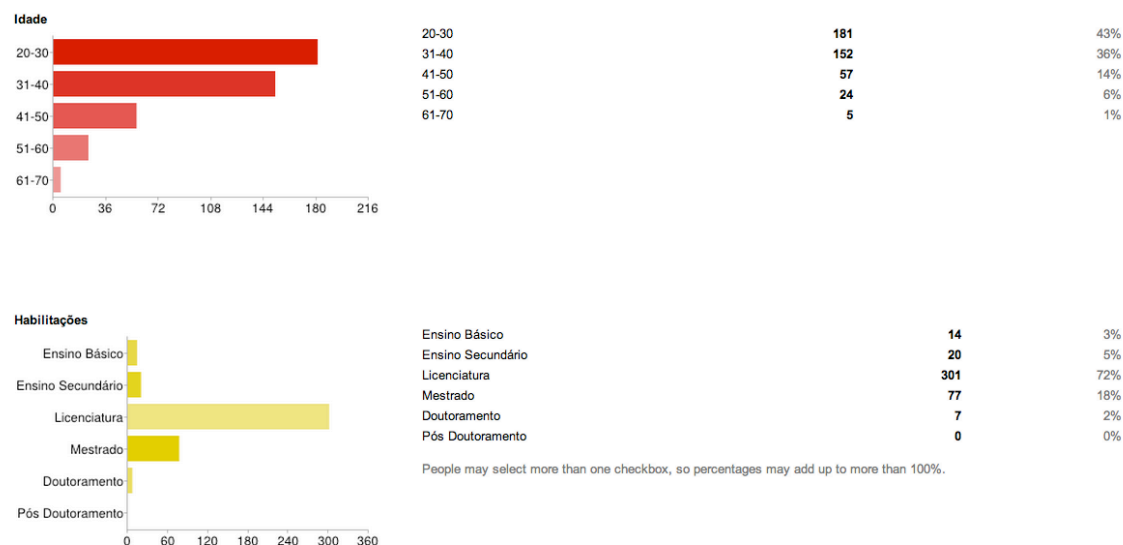 Idade
20-30
31-40
41-50
51-60
61-70
0 36 72 108 144 180 216
20-30 181 43%
31-40 152 36%
41-50 57 14%
51-60 24 6%
61-70 5 1%
Habilitações
Ensino Básico
Ensino Secundário
Licenciatura
Mestrado
Doutoramento
Pós Doutoramento
0 60 120 180 240 300 360
Ensino Básico 14 3%
Ensino Secundário 20 5%
Licenciatura 301 72%
Mestrado 77 18%
Doutoramento 7 2%
Pós Doutoramento 0 0%
People may select more than one checkbox, so percentages may add up to more than 100%.